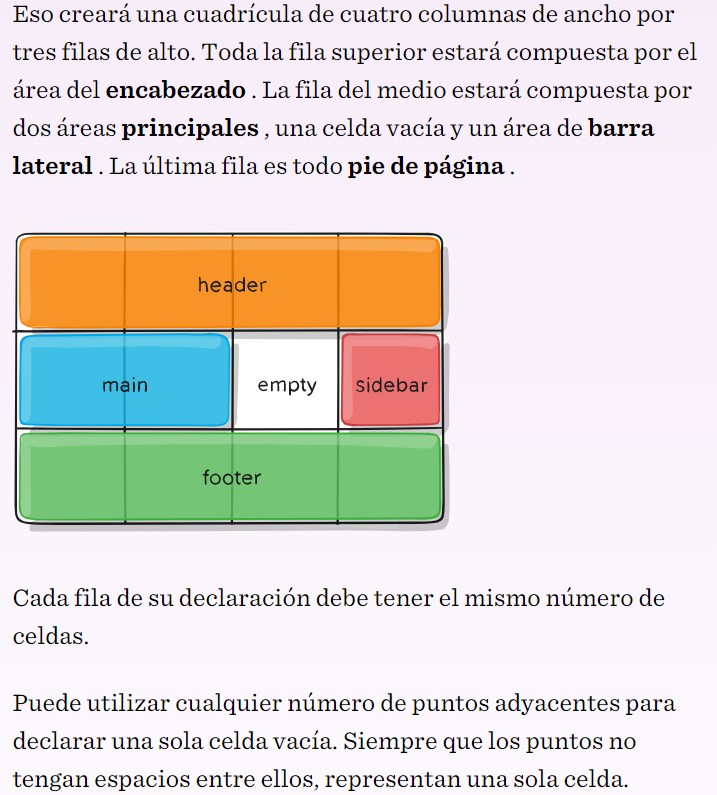 Eso creará una cuadrícula de cuatro columnas de ancho por
tres filas de alto. Toda la fila superior estará compuesta por el
área del encabezado . La fila del medio estará compuesta por
dos áreas principales , una celda vacía y un área de barra
lateral . La última fila es todo pie de página .
header
main empty sidebar
footer
Cada fila de su declaración debe tener el mismo número de
celdas.
Puede utilizar cualquier número de puntos adyacentes para
declarar una sola celda vacía. Siempre que los puntos no
tengan espacios entre ellos, representan una sola celda.